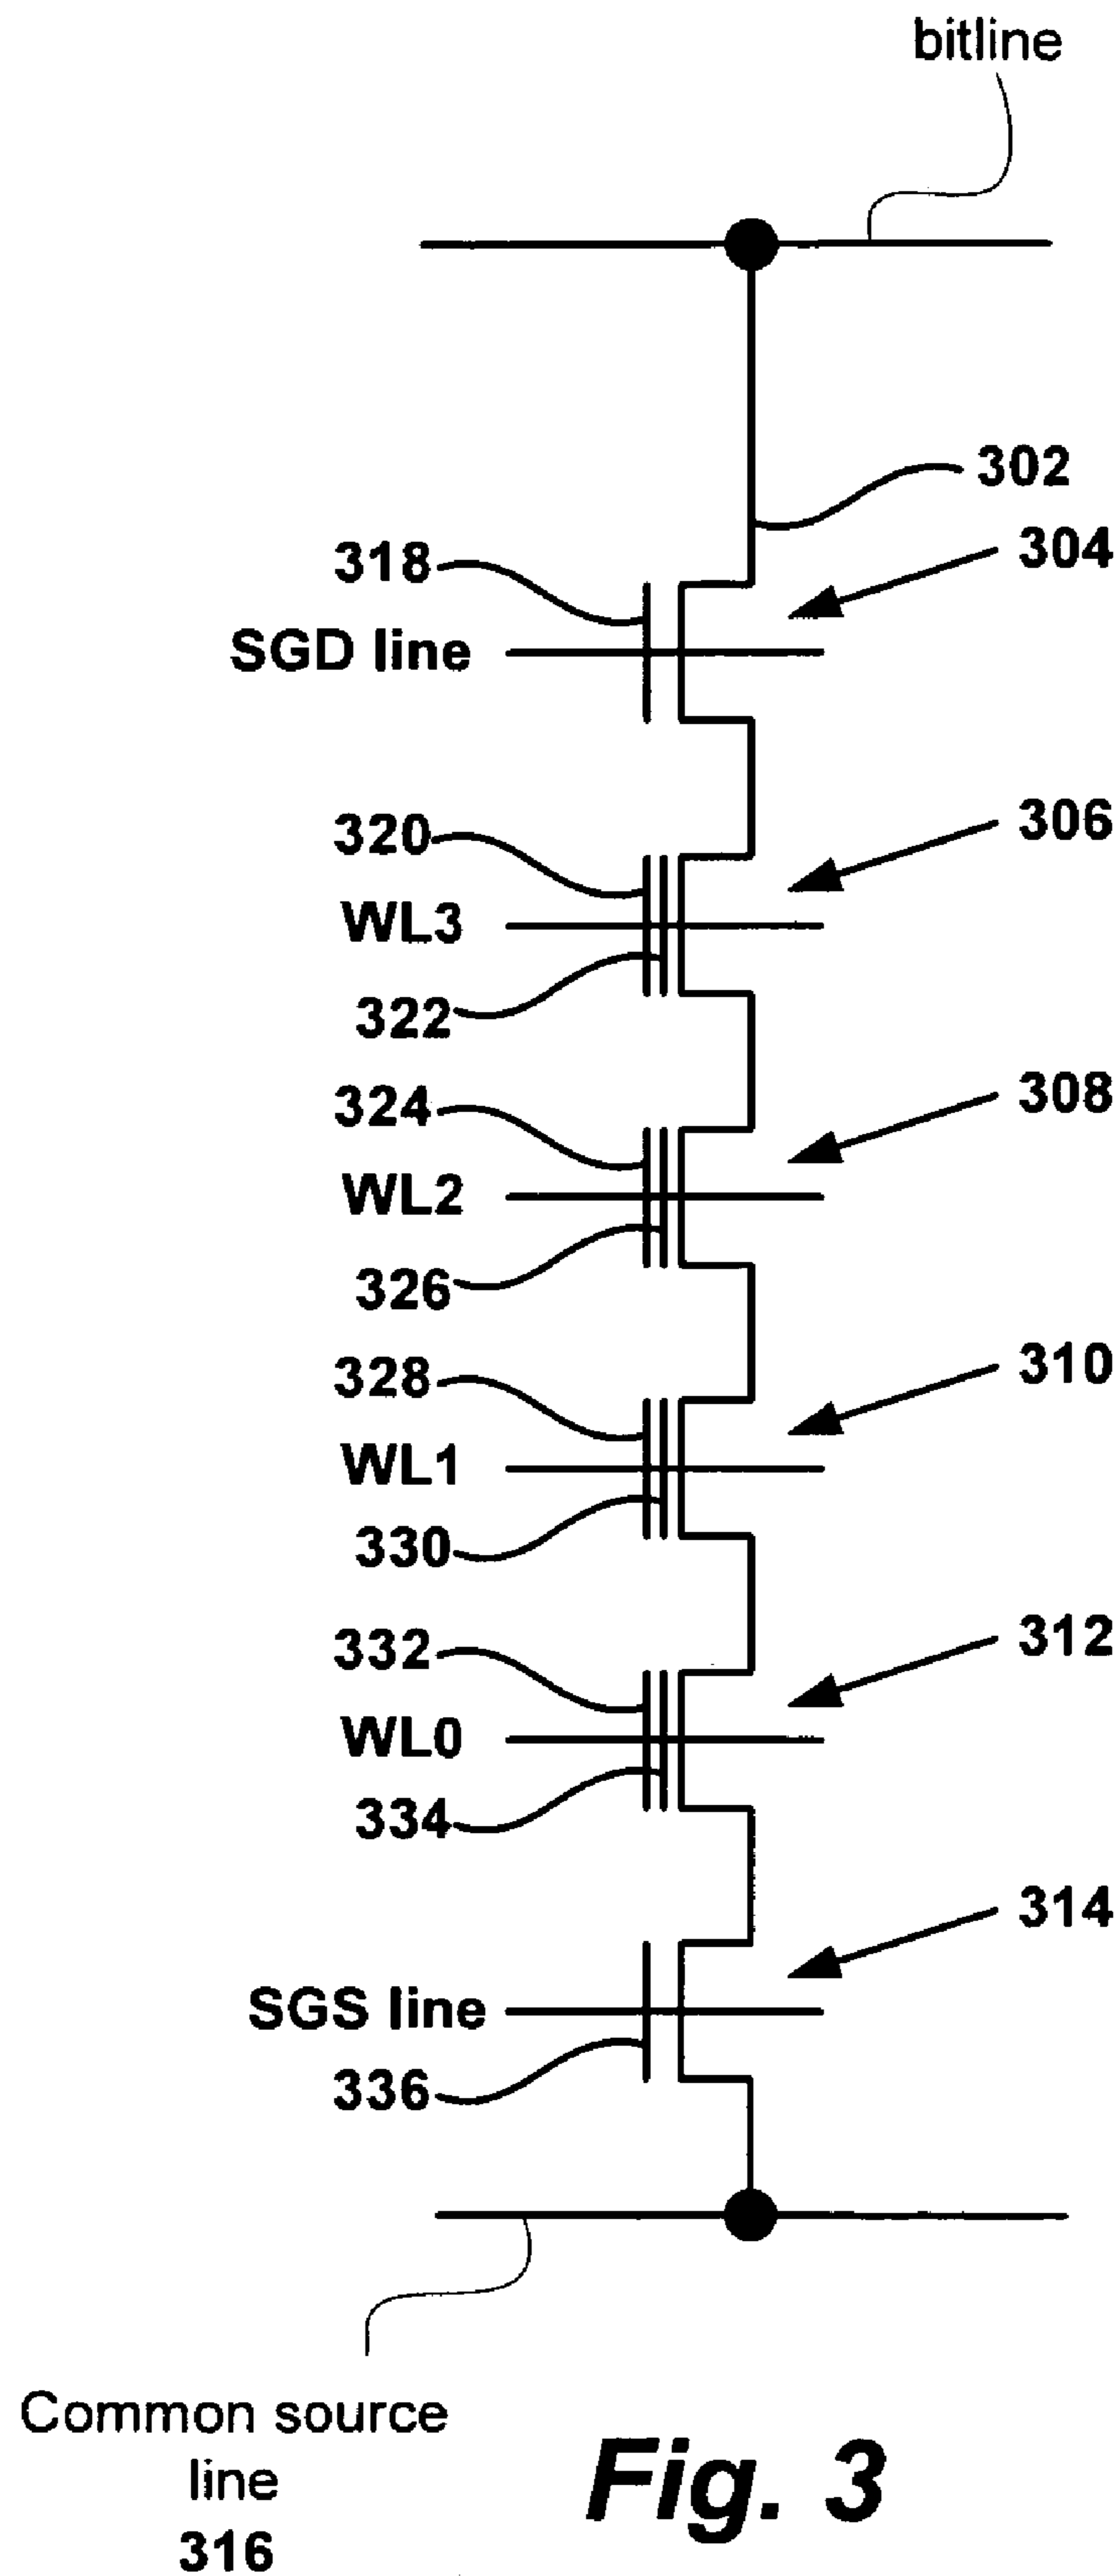 bitline
302
304
318
SGD line
306
320
WL3
322
308
324
WL2
326
310
328
WL1
330
312
332
WL0
334
314
SGS line
336
Common source
line
316
Fig. 3